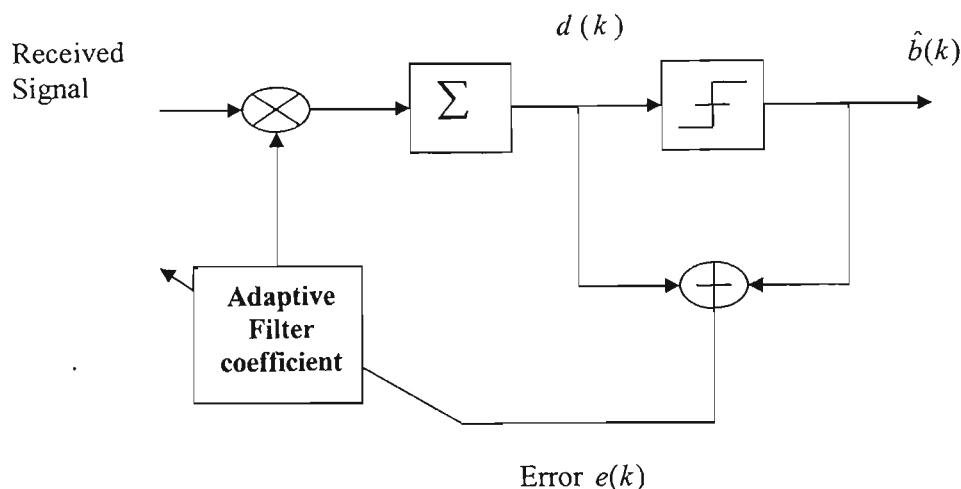 Received
Signal
d(k)
b̂(k)
Σ
Adaptive
Filter
coefficient
Error e(k)